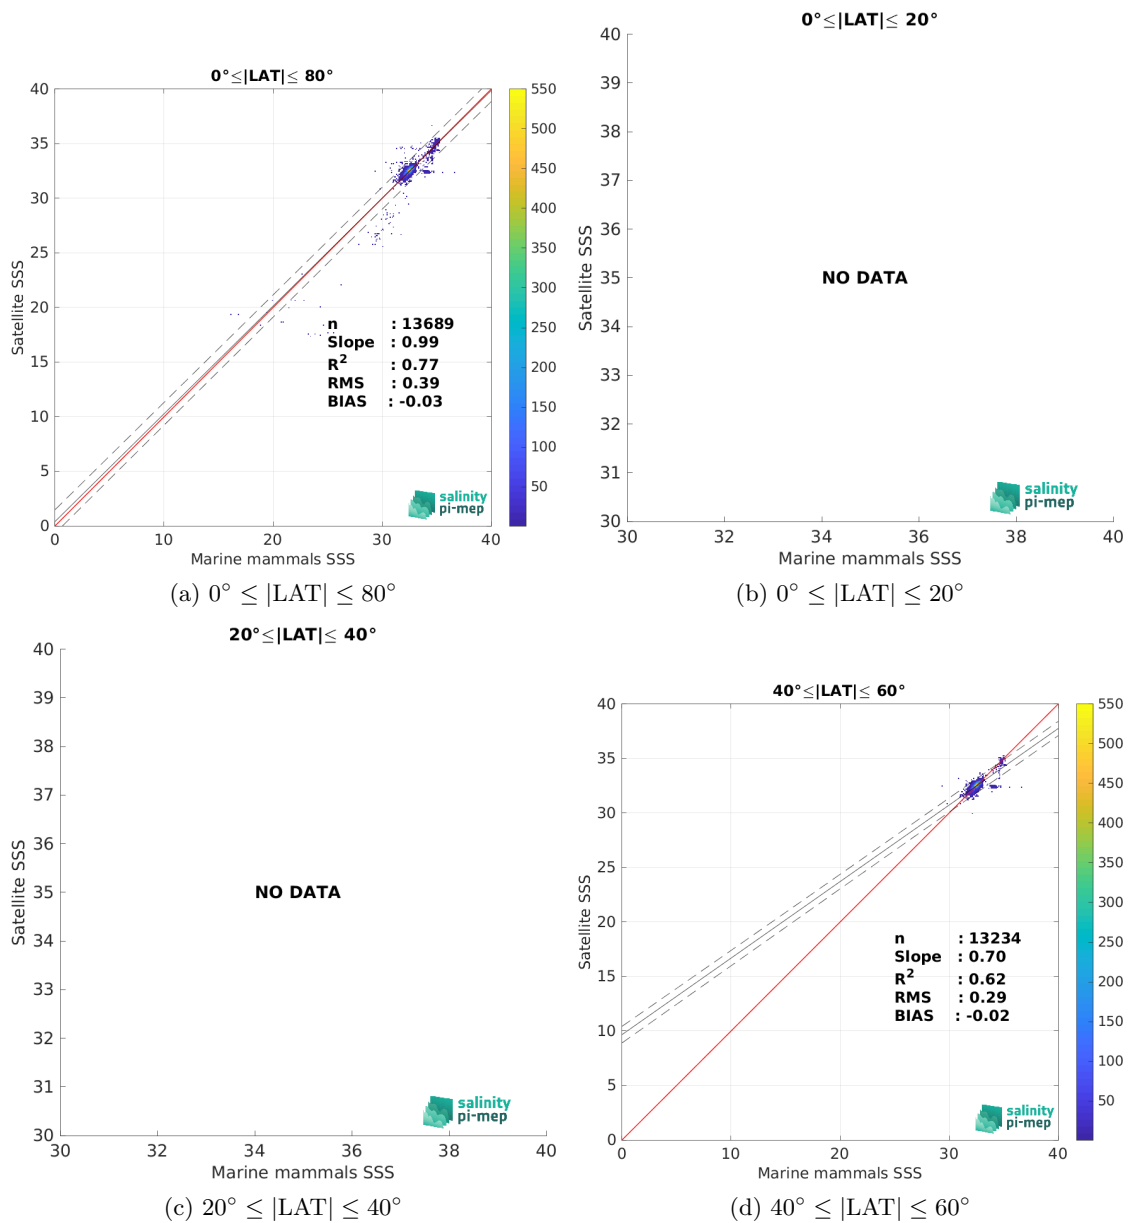 0°≤|LAT|≤ 80°
40
35
30
25
20
15
10
5
0
0
10
20
30
40
Satellite SSS
Marine mammals SSS
n : 13689
Slope : 0.99
R² : 0.77
RMS : 0.39
BIAS : -0.03
salinity
pi-mep
550
500
450
400
350
300
250
200
150
100
50
(a) 0° ≤ |LAT| ≤ 80°
0°≤|LAT|≤ 20°
40
39
38
37
36
35
34
33
32
31
30
30
32
34
36
38
40
Satellite SSS
Marine mammals SSS
NO DATA
salinity
pi-mep
(b) 0° ≤ |LAT| ≤ 20°
20°≤|LAT|≤ 40°
40
39
38
37
36
35
34
33
32
31
30
30
32
34
36
38
40
Satellite SSS
Marine mammals SSS
NO DATA
salinity
pi-mep
(c) 20° ≤ |LAT| ≤ 40°
40°≤|LAT|≤ 60°
40
35
30
25
20
15
10
5
0
0
10
20
30
40
Satellite SSS
Marine mammals SSS
n : 13234
Slope : 0.70
R² : 0.62
RMS : 0.29
BIAS : -0.02
salinity
pi-mep
550
500
450
400
350
300
250
200
150
100
50
(d) 40° ≤ |LAT| ≤ 60°